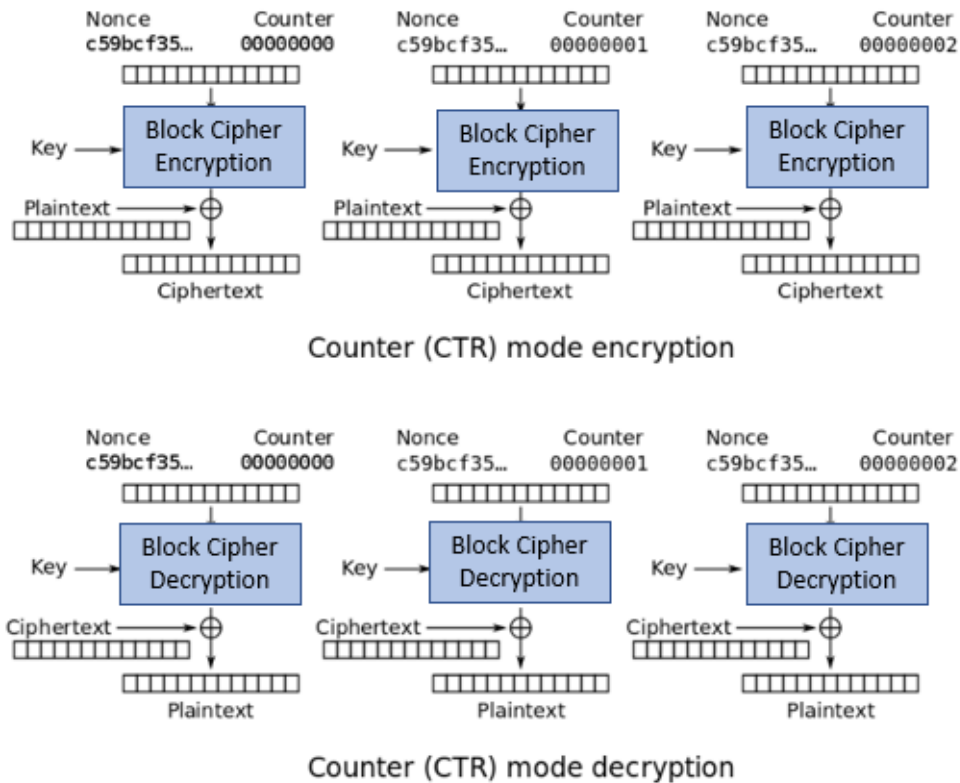 Nonce Counter Nonce Counter Nonce Counter
c59bcf35… 00000000 c59bcf35… 00000001 c59bcf35… 00000002
Block Cipher Block Cipher Block Cipher
Key Encryption Key Encryption Key Encryption
Plaintext Plaintext Plaintext
Ciphertext Ciphertext Ciphertext
Counter (CTR) mode encryption
Nonce Counter Nonce Counter Nonce Counter
c59bcf35… 00000000 c59bcf35… 00000001 c59bcf35… 00000002
Block Cipher Block Cipher Block Cipher
Key Decryption Key Decryption Key Decryption
Ciphertext Ciphertext Ciphertext
Plaintext Plaintext Plaintext
Counter (CTR) mode decryption